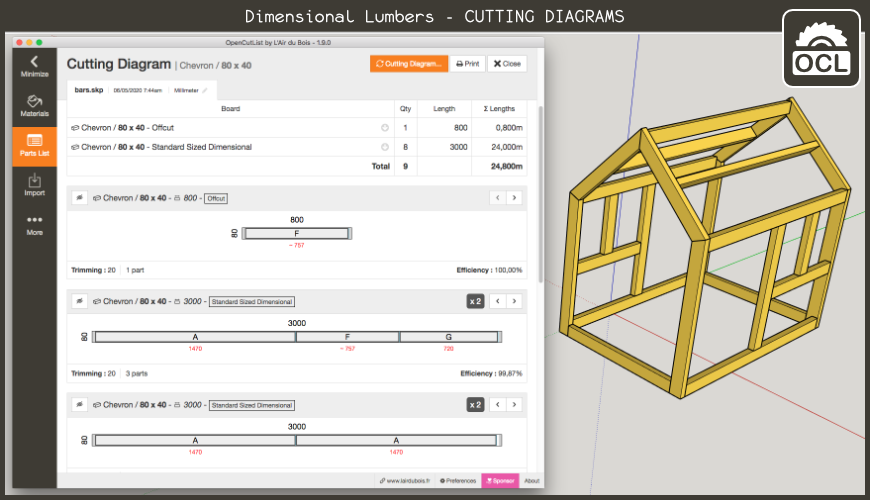 Dimensional Lumbers - CUTTING DIAGRAMS
OCL
OpenCutList by L'Air du Bois - 1.9.0
Minimize
Materials
Parts List
Import
More
Cutting Diagram | Chevron / 80 x 40
Cutting Diagram...
Print
Close
bars.skp 06/05/2020 7:44am Millimeter
Board Qty Length Σ Lengths
Chevron / 80 x 40 - Offcut 1 800 0,800m
Chevron / 80 x 40 - Standard Sized Dimensional 8 3000 24,000m
Total 9 24,800m
Chevron / 80 x 40 - 800 - Offcut
800
80 F
~ 757
Trimming : 20 1 part Efficiency : 100,00%
Chevron / 80 x 40 - 3000 - Standard Sized Dimensional x 2
3000
80 A F G
1470 ~ 757 720
Trimming : 20 3 parts Efficiency : 99,87%
Chevron / 80 x 40 - 3000 - Standard Sized Dimensional x 2
3000
80 A A
1470 1470
www.lairdubois.fr Preferences Sponsor About